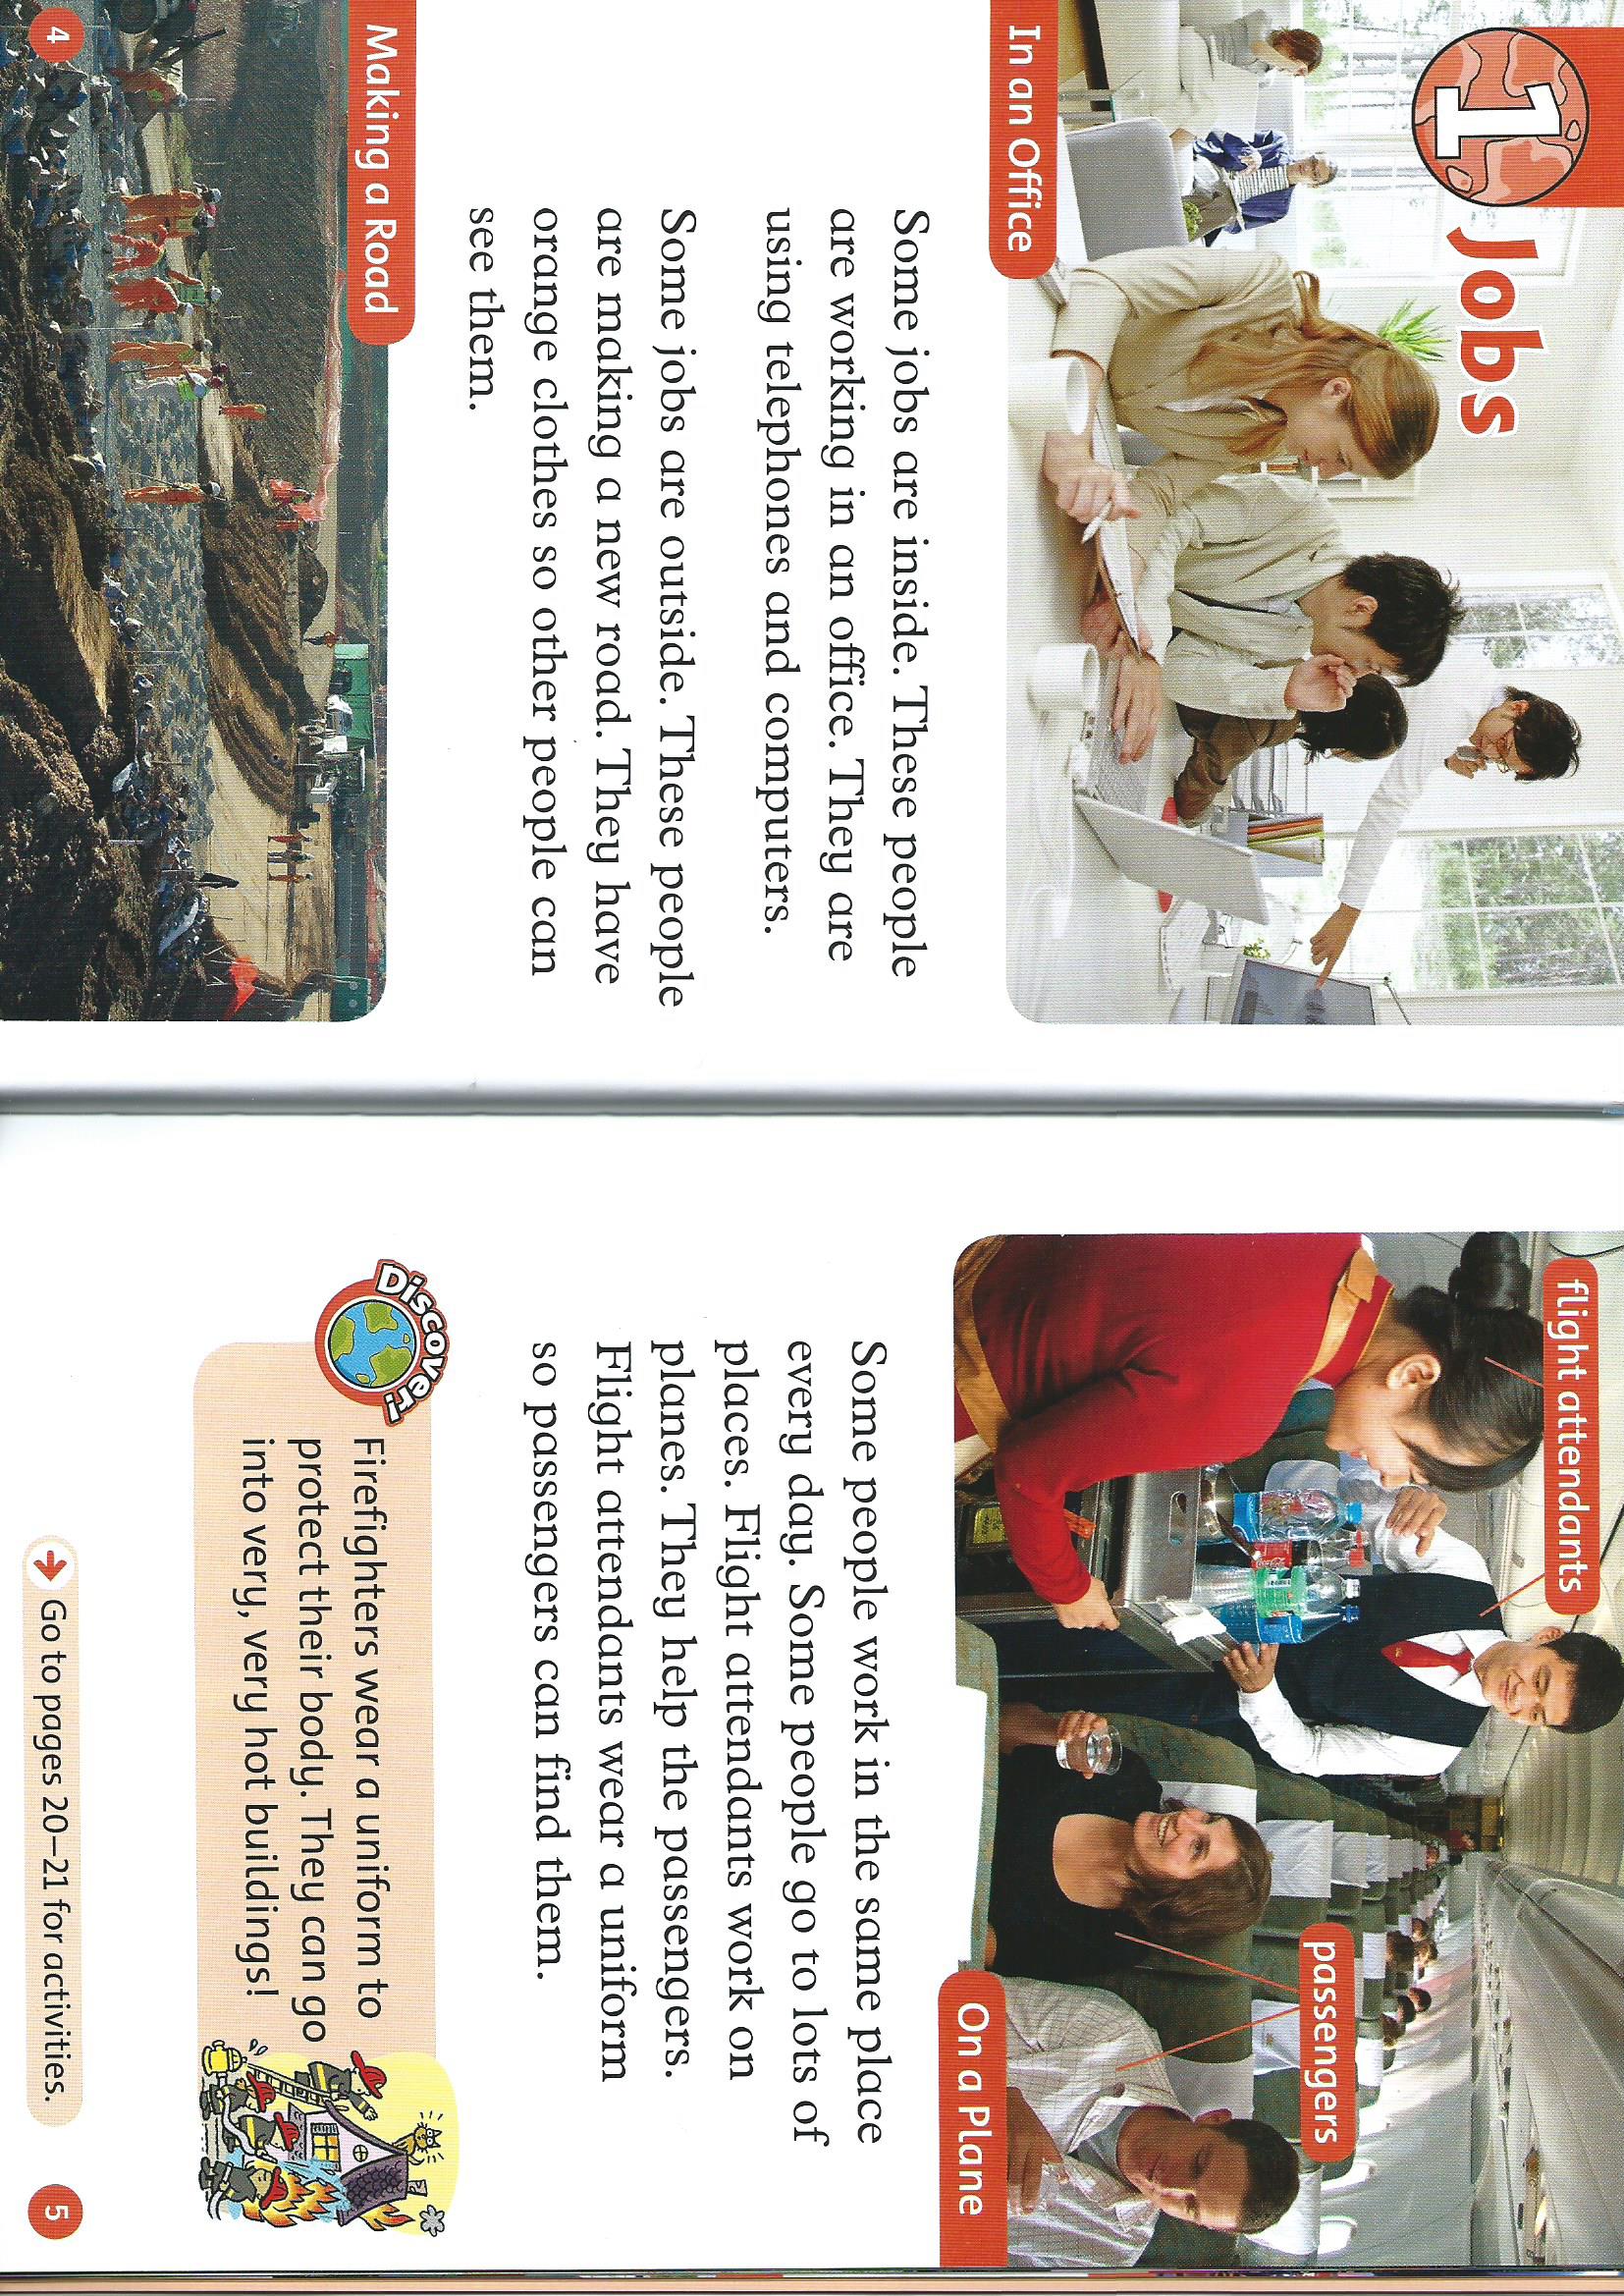 1 Jobs
In an Office
Some jobs are inside. These people
are working in an office. They are
using telephones and computers.
Some jobs are outside. These people
are making a new road. They have
orange clothes so other people can
see them.
Making a Road
4
flight attendants
passengers
On a Plane
Some people work in the same place
every day. Some people go to lots of
places. Flight attendants work on
planes. They help the passengers.
Flight attendants wear a uniform
so passengers can find them.
Discover!
Firefighters wear a uniform to
protect their body. They can go
into very, very hot buildings!
Go to pages 20–21 for activities.
5